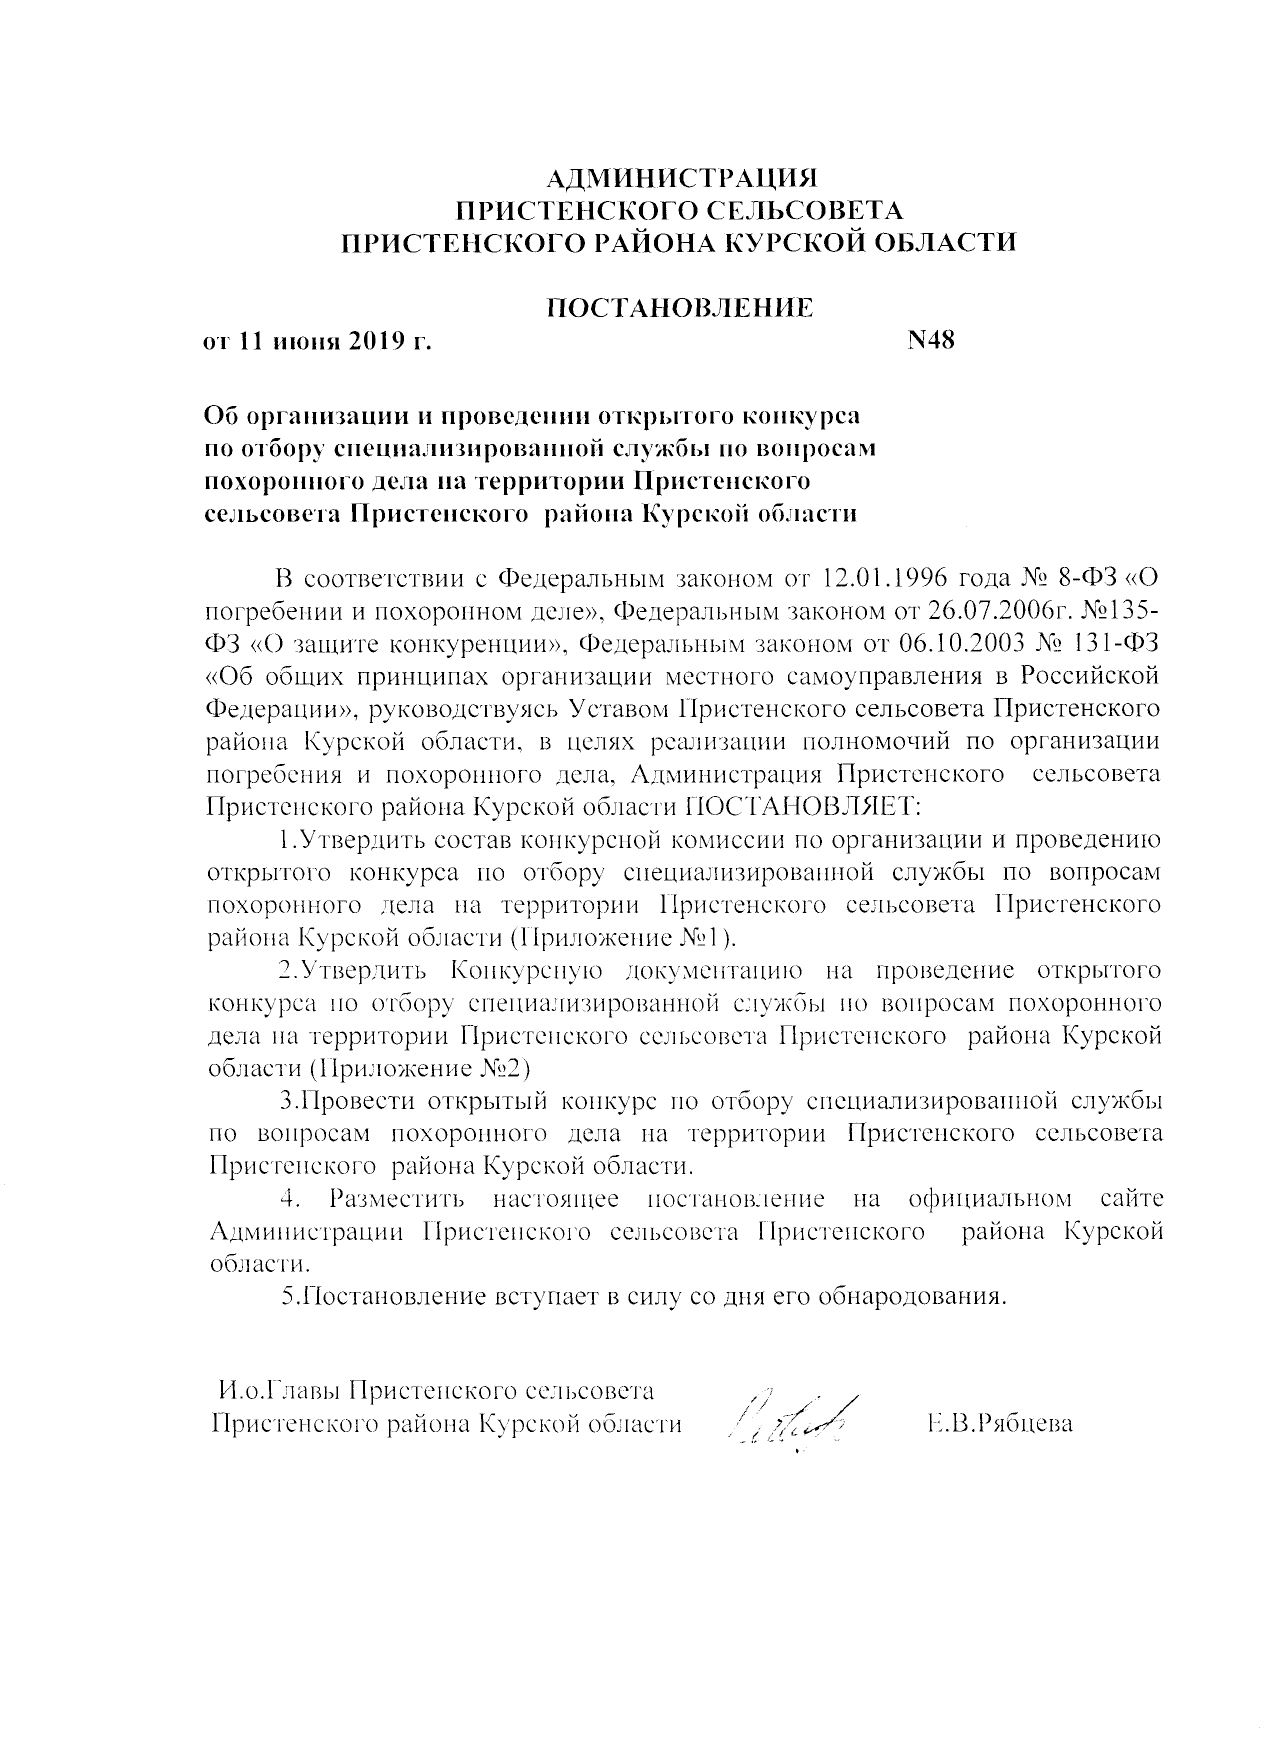 АДМИНИСТРАЦИЯ
ПРИСТЕНСКОГО СЕЛЬСОВЕТА
ПРИСТЕНСКОГО РАЙОНА КУРСКОЙ ОБЛАСТИ
ПОСТАНОВЛЕНИЕ
от 11 июня 2019 г. N48
Об организации и проведении открытого конкурса
по отбору специализированной службы по вопросам
похоронного дела на территории Пристенского
сельсовета Пристенского района Курской области
В соответствии с Федеральным законом от 12.01.1996 года № 8-ФЗ «О
погребении и похоронном деле», Федеральным законом от 26.07.2006г. №135-
ФЗ «О защите конкуренции», Федеральным законом от 06.10.2003 № 131-ФЗ
«Об общих принципах организации местного самоуправления в Российской
Федерации», руководствуясь Уставом Пристенского сельсовета Пристенского
района Курской области, в целях реализации полномочий по организации
погребения и похоронного дела, Администрация Пристенского сельсовета
Пристенского района Курской области ПОСТАНОВЛЯЕТ:
1.Утвердить состав конкурсной комиссии по организации и проведению
открытого конкурса по отбору специализированной службы по вопросам
похоронного дела на территории Пристенского сельсовета Пристенского
района Курской области (Приложение №1).
2.Утвердить Конкурсную документацию на проведение открытого
конкурса по отбору специализированной службы по вопросам похоронного
дела на территории Пристенского сельсовета Пристенского района Курской
области (Приложение №2)
3.Провести открытый конкурс по отбору специализированной службы
по вопросам похоронного дела на территории Пристенского сельсовета
Пристенского района Курской области.
4. Разместить настоящее постановление на официальном сайте
Администрации Пристенского сельсовета Пристенского района Курской
области.
5.Постановление вступает в силу со дня его обнародования.
И.о.Главы Пристенского сельсовета
Пристенского района Курской области Е.В.Рябцева